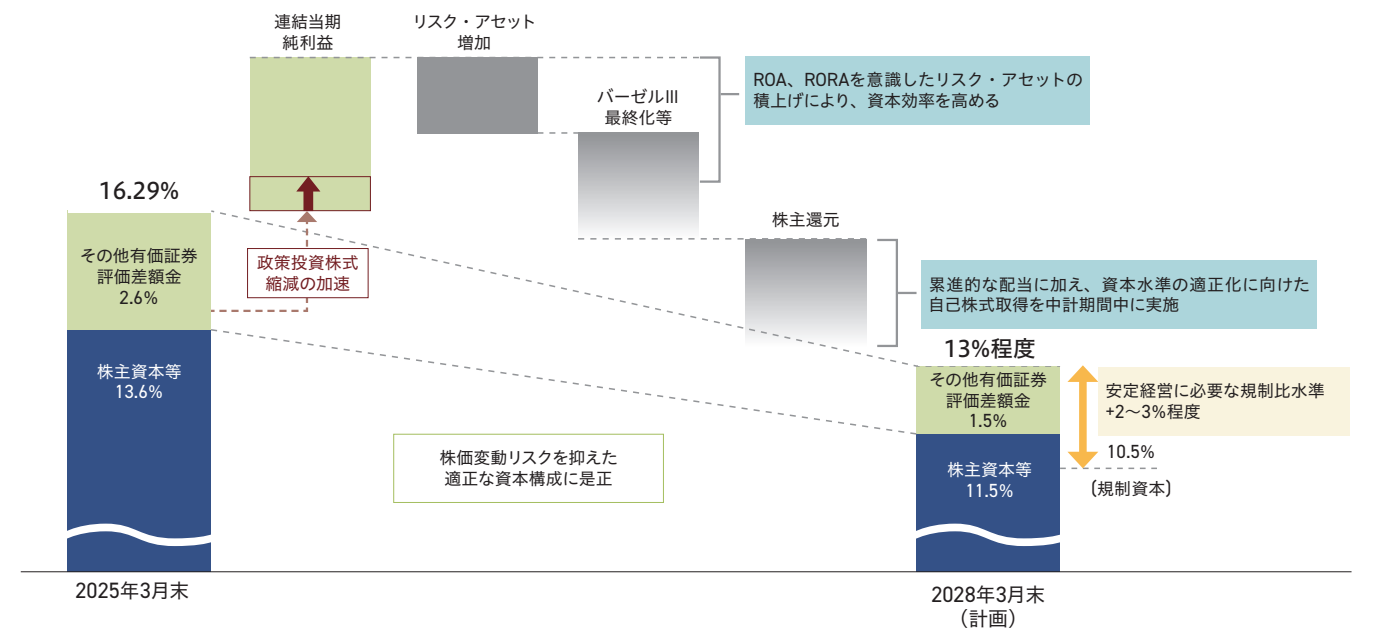 連結当期
純利益
リスク・アセット
増加
バーゼルIII
最終化等
ROA、RORAを意識したリスク・アセットの
積上げにより、資本効率を高める
16.29%
その他有価証券
評価差額金
2.6%
株主資本等
13.6%
政策投資株式
縮減の加速
株主還元
累進的な配当に加え、資本水準の適正化に向けた
自己株式取得を中計期間中に実施
13%程度
その他有価証券
評価差額金
1.5%
株主資本等
11.5%
安定経営に必要な規制比水準
+2〜3%程度
10.5%
(規制資本)
株価変動リスクを抑えた
適正な資本構成に是正
2025年3月末
2028年3月末
(計画)